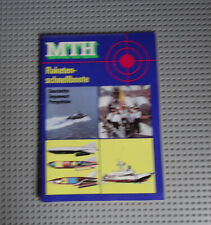 MTH
Raketen-
schnellboote
Geschichte
Gegenwart
Perspektive